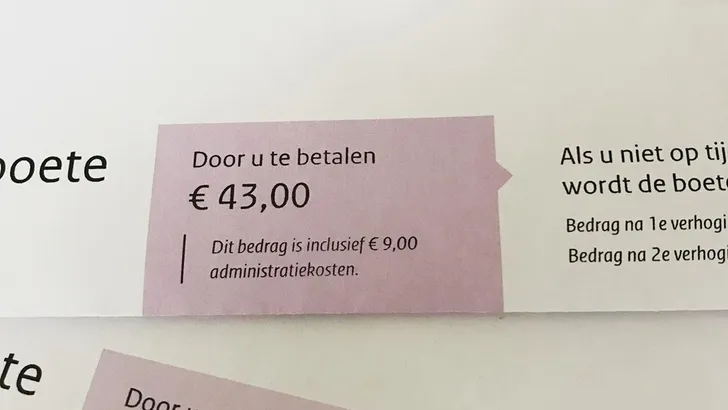 boete
Door u te betalen
€ 43,00
Dit bedrag is inclusief € 9,00
administratiekosten.
Als u niet op tij
wordt de boet
Bedrag na 1e verhogi
Bedrag na 2e verhogi
te
Door